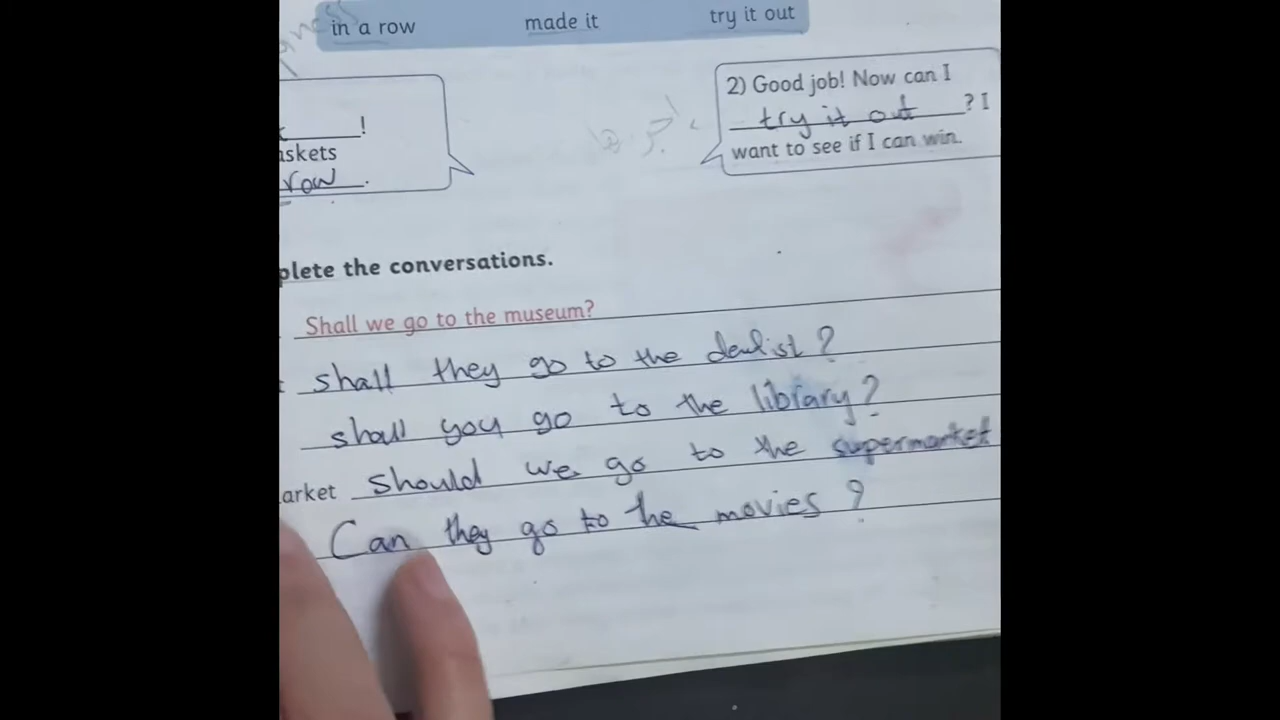 in a row made it try it out
2) Good job! Now can I
!
try it out ? I
askets
want to see if I can win.
row .
plete the conversations.
Shall we go to the museum?
shall they go to the dentist?
shall you go to the library?
arket should we go to the supermarket
Can they go to the movies?